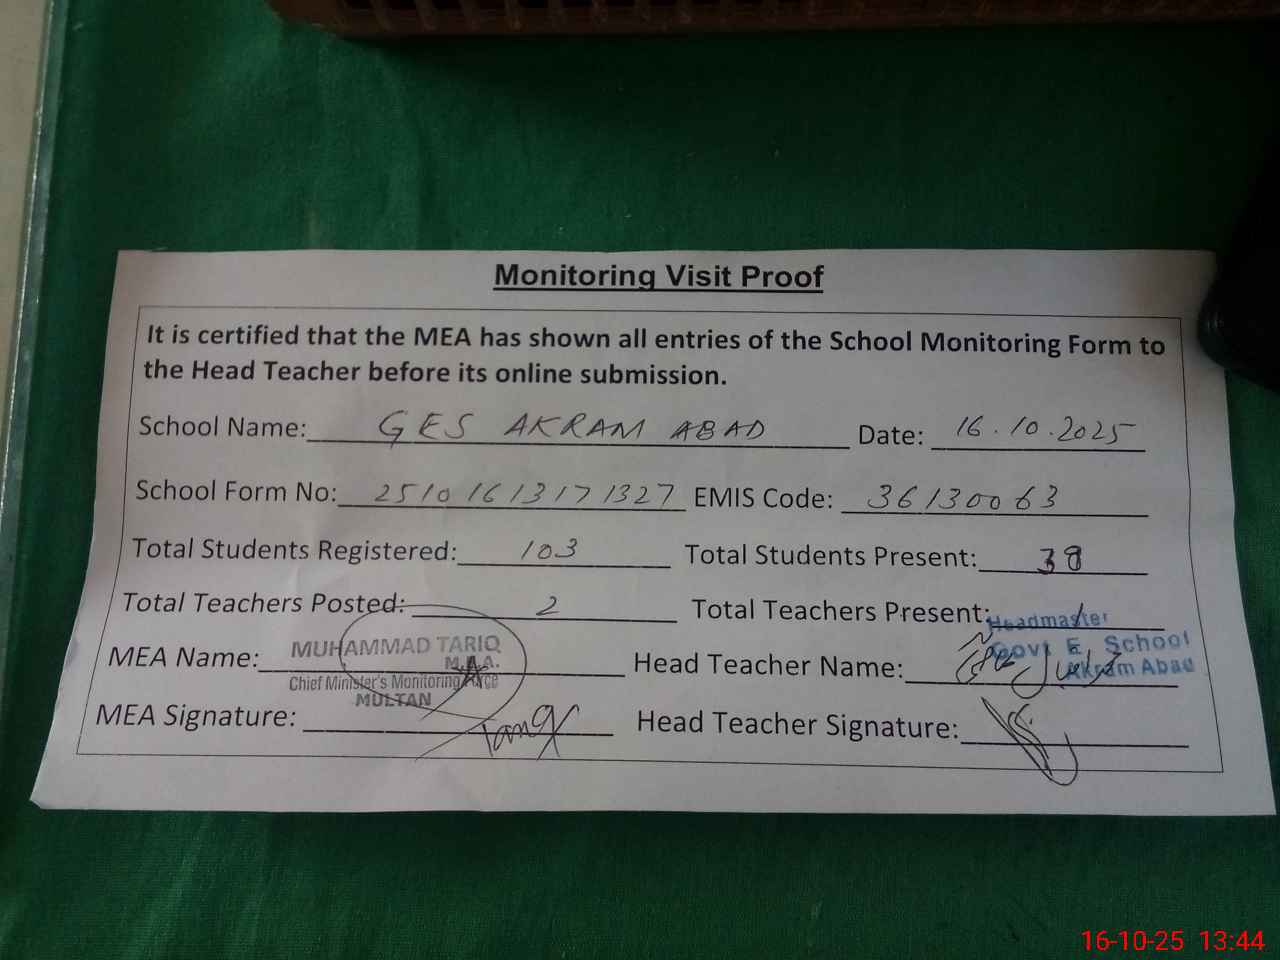 Monitoring Visit Proof
It is certified that the MEA has shown all entries of the School Monitoring Form to
the Head Teacher before its online submission.
School Name: GES AKRAM ABAD Date: 16.10.2025
School Form No: 2510161317 1327 EMIS Code: 36130063
Total Students Registered: 103 Total Students Present: 38
Total Teachers Posted: 2 Total Teachers Present: 1
Headmaster
Govt E. School
Akram Abad
MEA Name: MUHAMMAD TARIQ
M.E.A.
Chief Minister's Monitoring Force
MULTAN
Head Teacher Name:
MEA Signature: Tariq Head Teacher Signature:
16-10-25 13:44